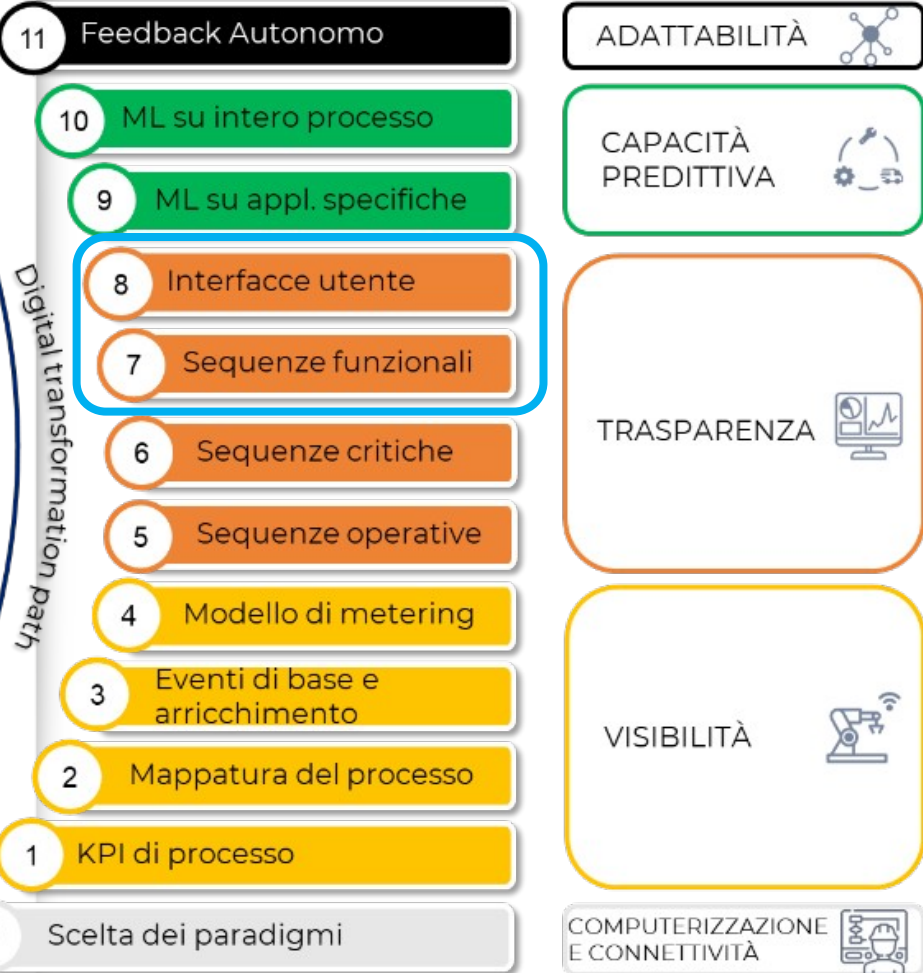 11 Feedback Autonomo
ADATTABILITÀ
10 ML su intero processo
9 ML su appl. specifiche
CAPACITÀ
PREDITTIVA
8 Interfacce utente
7 Sequenze funzionali
6 Sequenze critiche
5 Sequenze operative
TRASPARENZA
4 Modello di metering
3 Eventi di base e
arricchimento
2 Mappatura del processo
1 KPI di processo
VISIBILITÀ
Scelta dei paradigmi
COMPUTERIZZAZIONE
E CONNETTIVITÀ
Digital transformation path